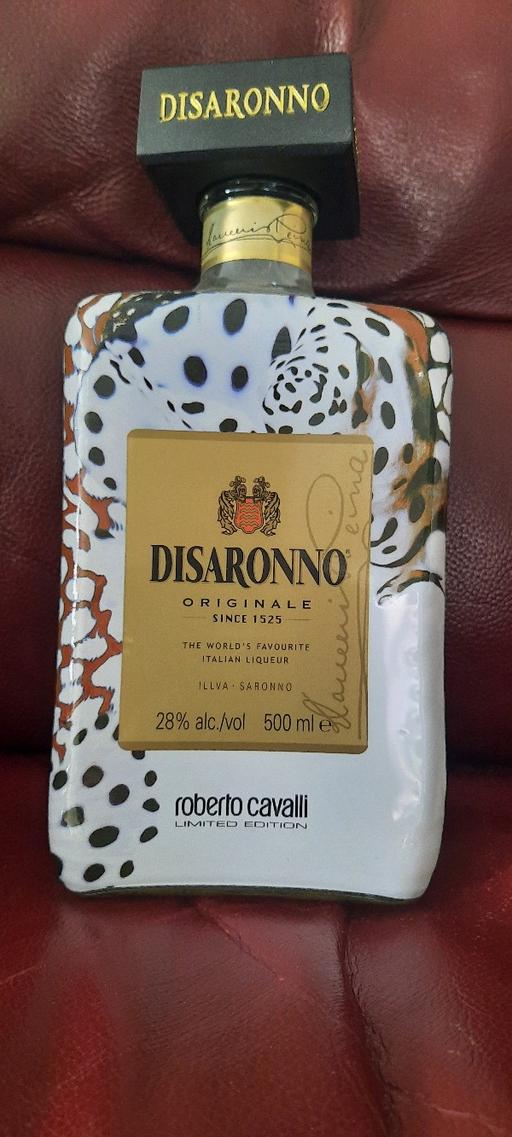 DISARONNO
DISARONNO®
ORIGINALE
SINCE 1525
THE WORLD'S FAVOURITE
ITALIAN LIQUEUR
ILLVA · SARONNO
28% alc./vol 500 ml e
roberto cavalli
LIMITED EDITION